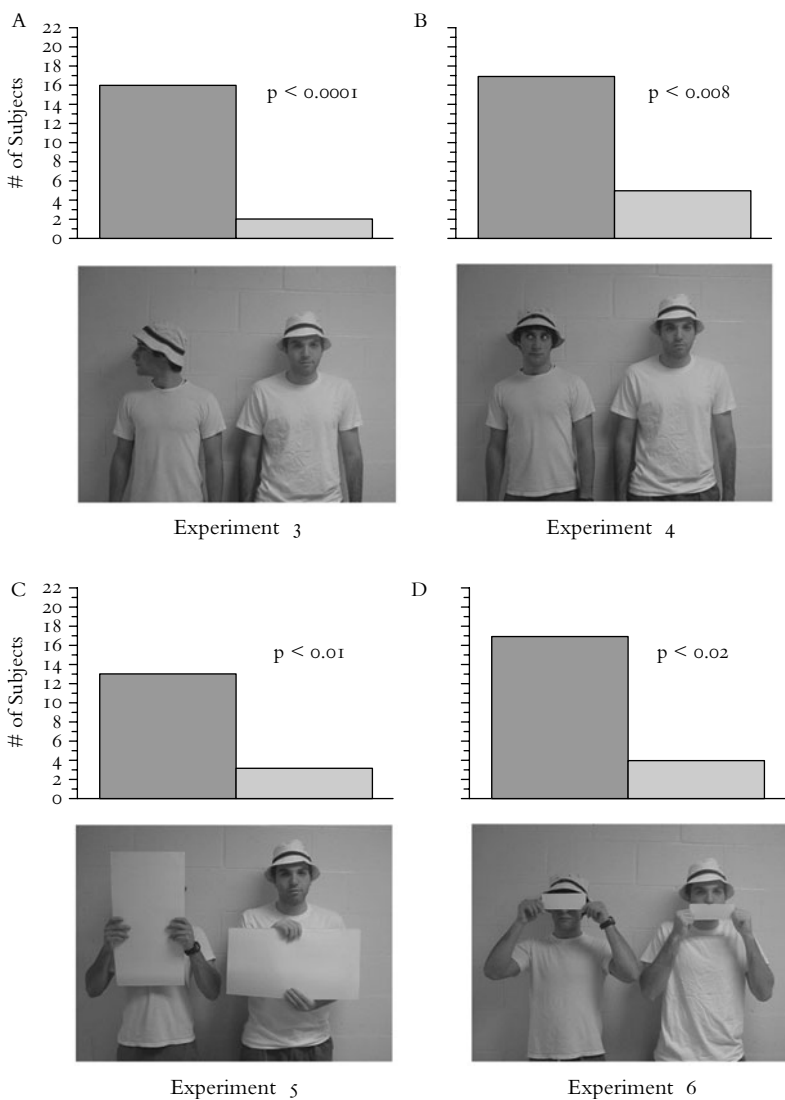 A
B
# of Subjects
22
20
18
16
14
12
10
8
6
4
2
0
p < 0.0001
p < 0.008
Experiment 3
Experiment 4
C
D
# of Subjects
22
20
18
16
14
12
10
8
6
4
2
0
p < 0.01
p < 0.02
Experiment 5
Experiment 6